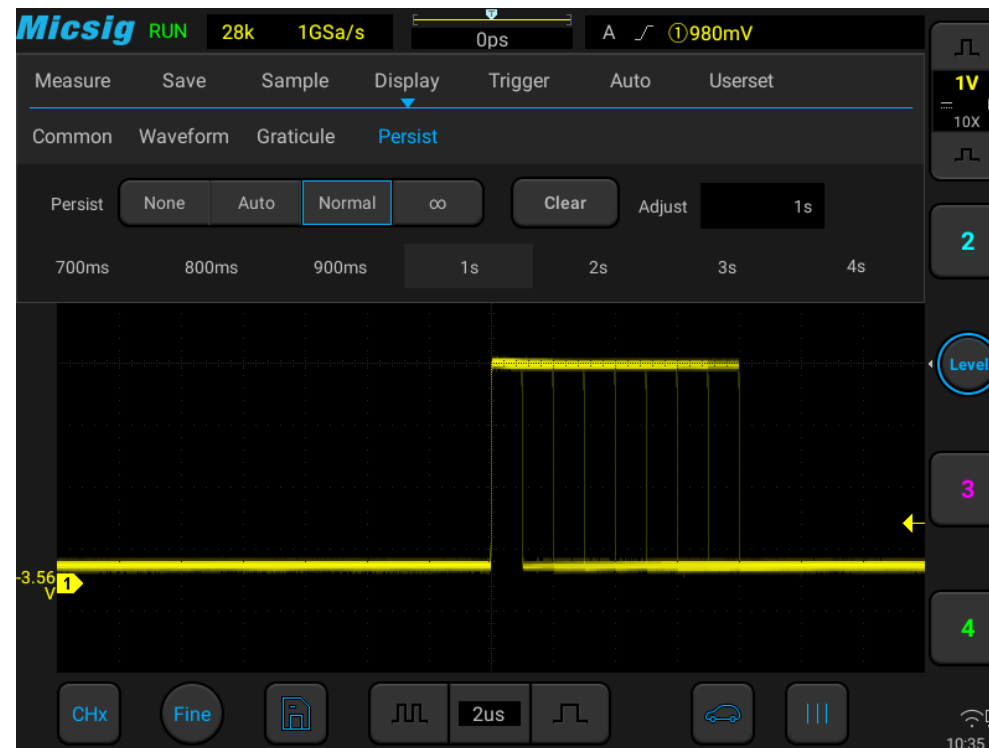 Micsig RUN 28k 1GSa/s T 0ps A ①980mV
Measure Save Sample Display Trigger Auto Userset
1V
Common Waveform Graticule Persist
10X
Persist None Auto Normal ∞ Clear Adjust 1s
2
700ms 800ms 900ms 1s 2s 3s 4s
Level
3
-3.56
V
1
4
CHx Fine 2us
10:35